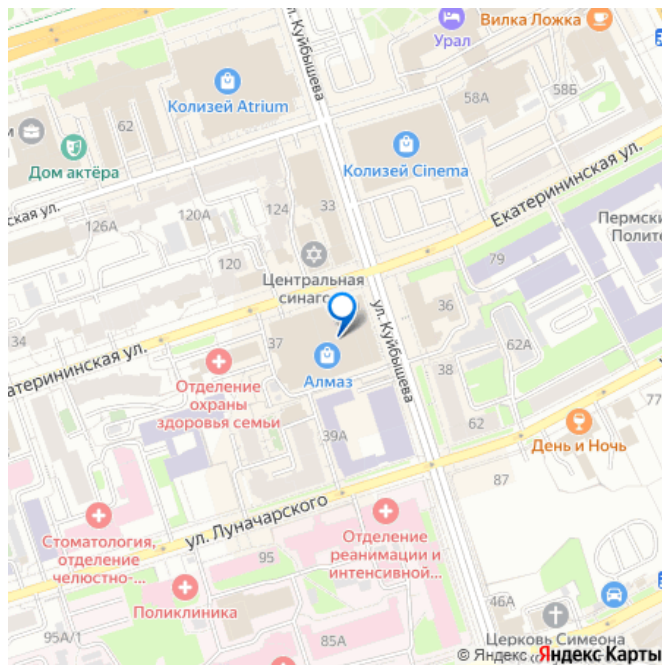 Вилка Ложка
Урал
ул. Куйбышева
Колизей Atrium
58Б
58А
62
Дом актёра
Колизей Cinema
Екатерининская ул.
ская ул.
126А
120А
124
33
Пермски
Полите
120
Центральная
синаго
79
ул. Куйбышева
36
34
37
62А
атерининская ул.
Алмаз
38
Отделение
охраны
здоровья семьи
39А
62
77
День и Ночь
87
ул. Луначарского
Стоматология,
отделение
челюстно-...
Отделение
реанимации и
интенсивной...
95
Поликлиника
46А
95А/1
85А
Церковь Симеона
© Яндекс
Яндекс Карты